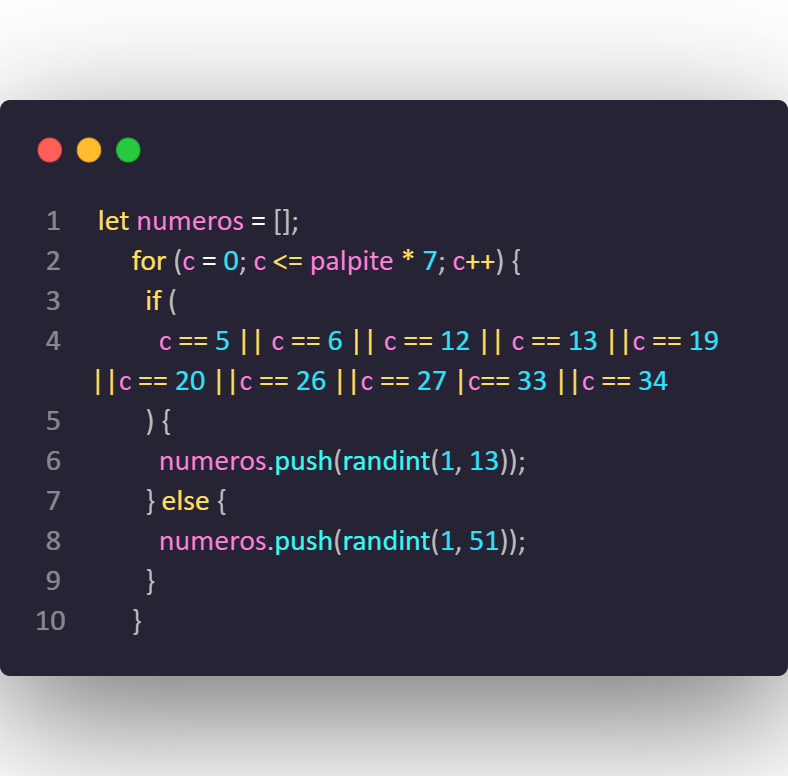 1 let numeros = [];
2 for (c = 0; c <= palpite * 7; c++) {
3 if (
4 c == 5 || c == 6 || c == 12 || c == 13 ||c == 19
||c == 20 ||c == 26 ||c == 27 |c== 33 ||c == 34
5 ) {
6 numeros.push(randint(1, 13));
7 } else {
8 numeros.push(randint(1, 51));
9 }
10 }